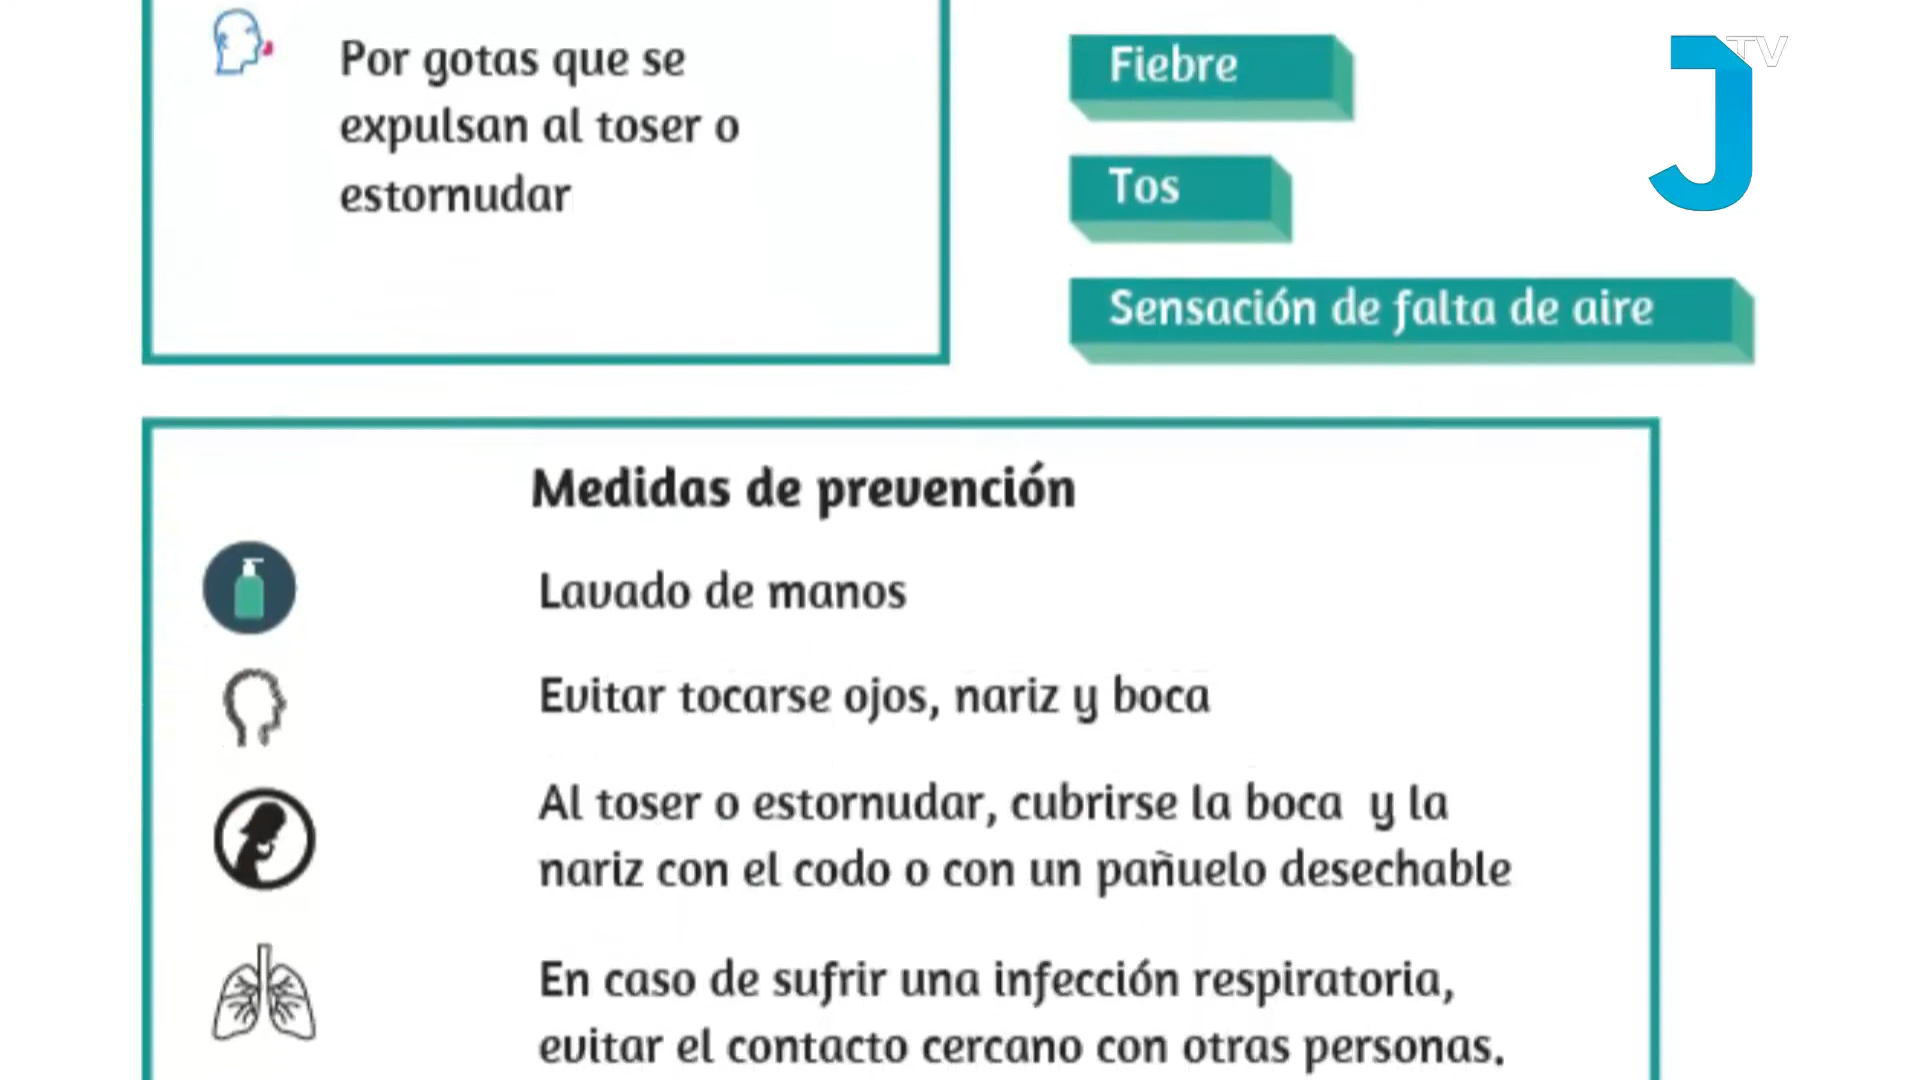 Por gotas que se
expulsan al toser o
estornudar
Fiebre
Tos
Sensación de falta de aire
J TV
Medidas de prevención
Lavado de manos
Evitar tocarse ojos, nariz y boca
Al toser o estornudar, cubrirse la boca y la
nariz con el codo o con un pañuelo desechable
En caso de sufrir una infección respiratoria,
evitar el contacto cercano con otras personas.